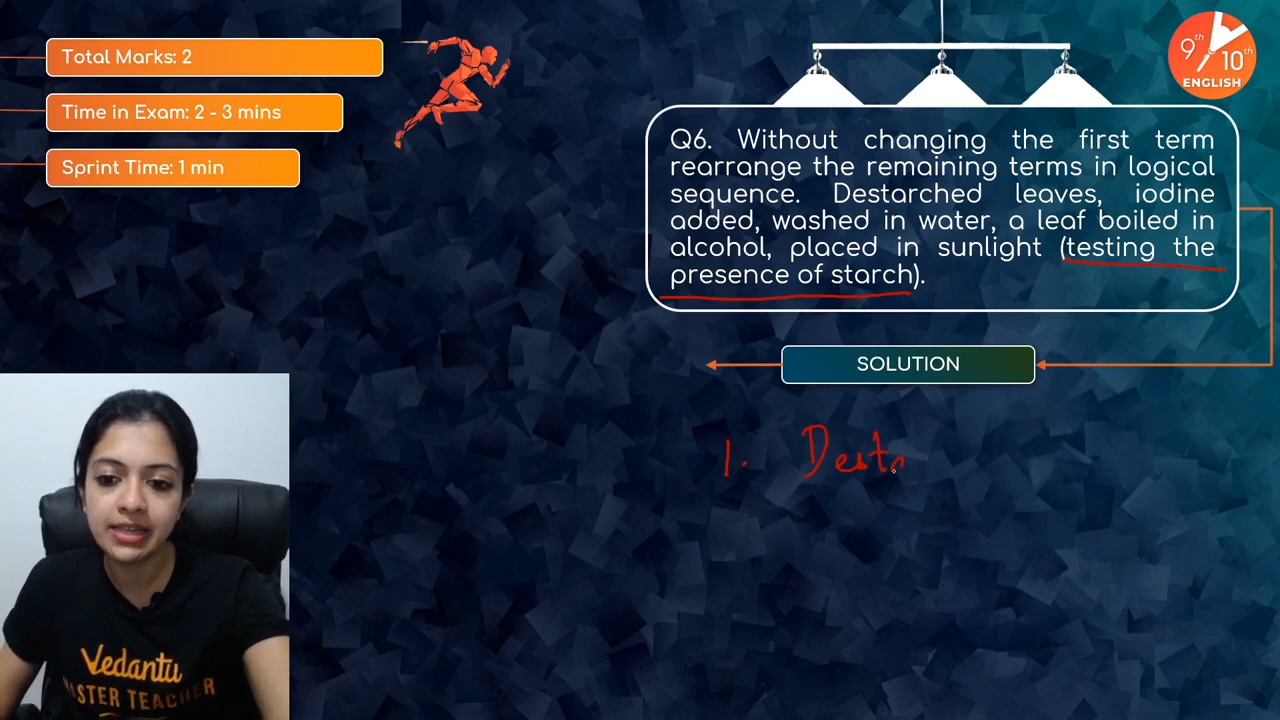 Total Marks: 2
Time in Exam: 2 - 3 mins
Sprint Time: 1 min
9th 10th
ENGLISH
Q6. Without changing the first term
rearrange the remaining terms in logical
sequence. Destarched leaves, iodine
added, washed in water, a leaf boiled in
alcohol, placed in sunlight (testing the
presence of starch).
SOLUTION
1. Dest
Vedantu
MASTER TEACHER